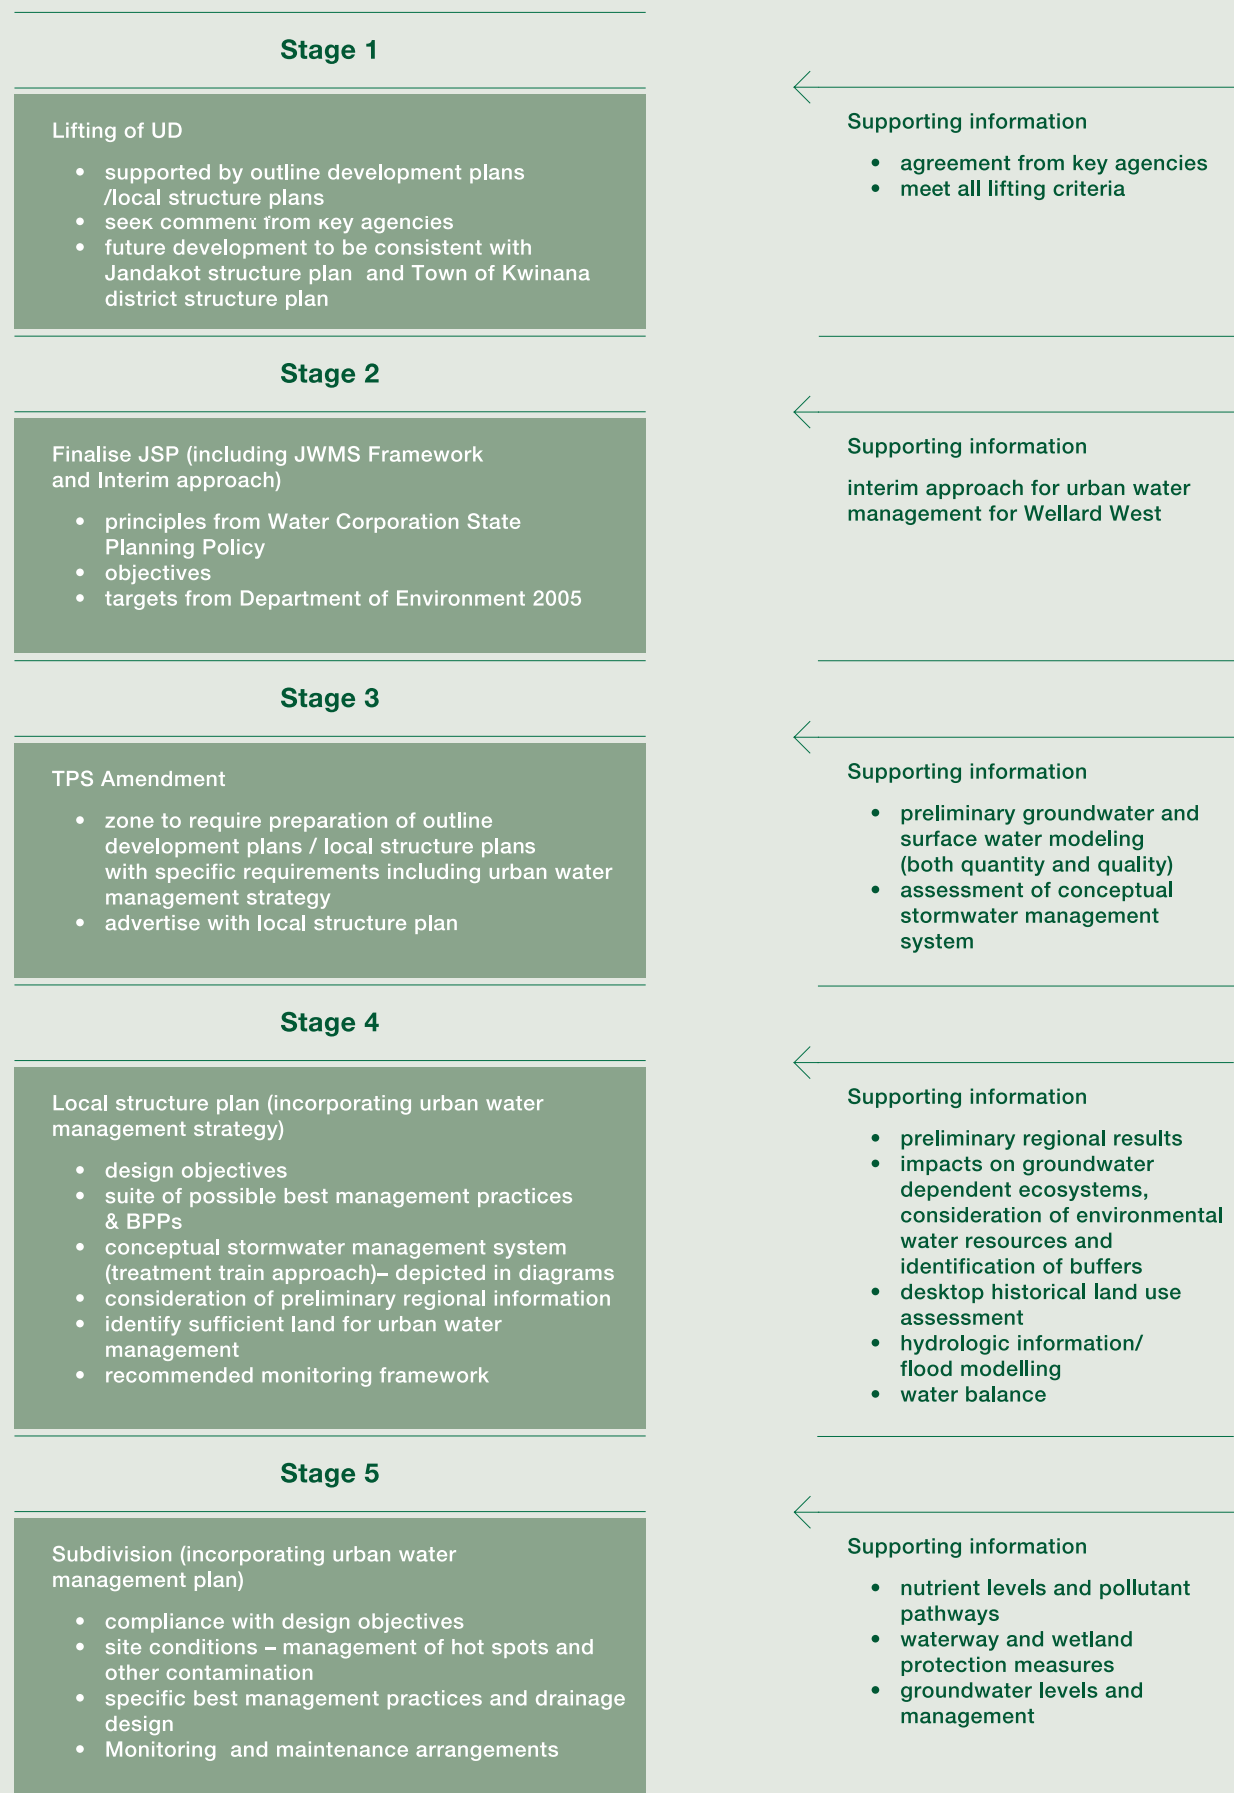 Stage 1
Lifting of UD
• supported by outline development plans
/local structure plans
• seek comment from key agencies
• future development to be consistent with
Jandakot structure plan and Town of Kwinana
district structure plan
Supporting information
• agreement from key agencies
• meet all lifting criteria
Stage 2
Finalise JSP (including JWMS Framework
and Interim approach)
• principles from Water Corporation State
Planning Policy
• objectives
• targets from Department of Environment 2005
Supporting information
interim approach for urban water
management for Wellard West
Stage 3
TPS Amendment
• zone to require preparation of outline
development plans / local structure plans
with specific requirements including urban water
management strategy
• advertise with local structure plan
Supporting information
• preliminary groundwater and
surface water modeling
(both quantity and quality)
• assessment of conceptual
stormwater management
system
Stage 4
Local structure plan (incorporating urban water
management strategy)
• design objectives
• suite of possible best management practices
& BPPs
• conceptual stormwater management system
(treatment train approach)– depicted in diagrams
• consideration of preliminary regional information
• identify sufficient land for urban water
management
• recommended monitoring framework
Supporting information
• preliminary regional results
• impacts on groundwater
dependent ecosystems,
consideration of environmental
water resources and
identification of buffers
• desktop historical land use
assessment
• hydrologic information/
flood modelling
• water balance
Stage 5
Subdivision (incorporating urban water
management plan)
• compliance with design objectives
• site conditions – management of hot spots and
other contamination
• specific best management practices and drainage
design
• Monitoring and maintenance arrangements
Supporting information
• nutrient levels and pollutant
pathways
• waterway and wetland
protection measures
• groundwater levels and
management